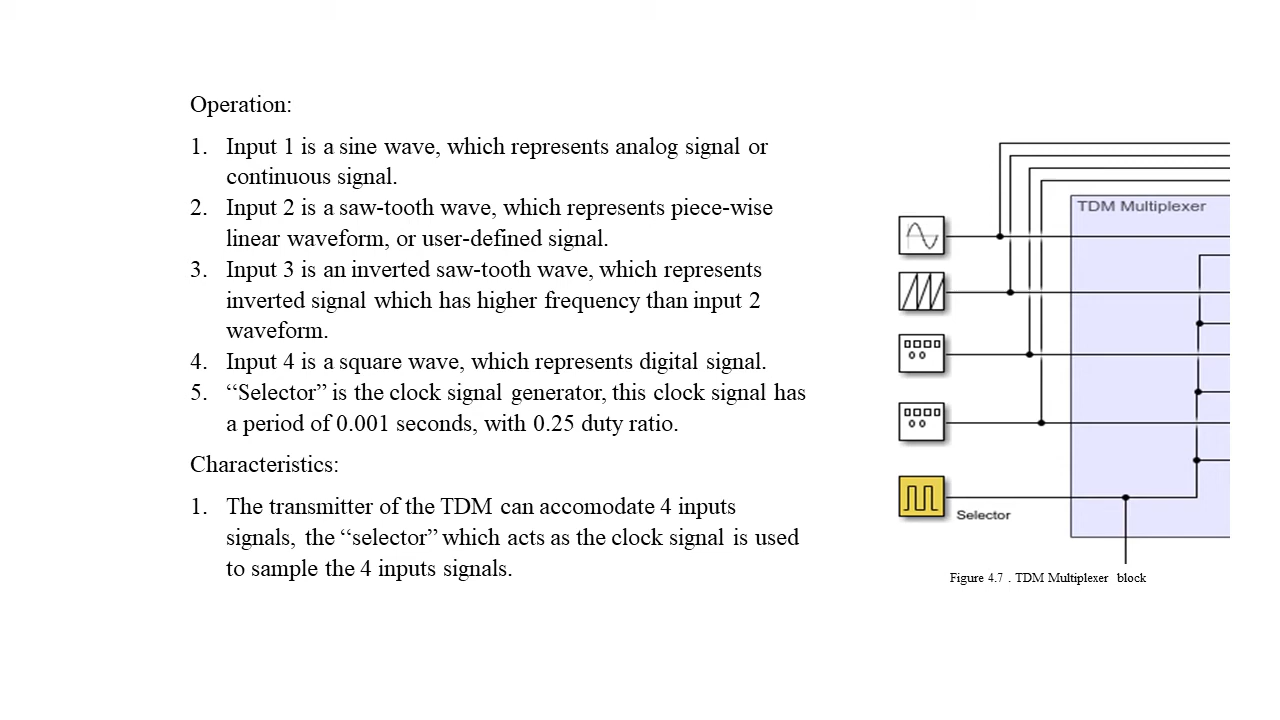 Operation:
1. Input 1 is a sine wave, which represents analog signal or
continuous signal.
2. Input 2 is a saw-tooth wave, which represents piece-wise
linear waveform, or user-defined signal.
3. Input 3 is an inverted saw-tooth wave, which represents
inverted signal which has higher frequency than input 2
waveform.
4. Input 4 is a square wave, which represents digital signal.
5. “Selector” is the clock signal generator, this clock signal has
a period of 0.001 seconds, with 0.25 duty ratio.
Characteristics:
1. The transmitter of the TDM can accomodate 4 inputs
signals, the “selector” which acts as the clock signal is used
to sample the 4 inputs signals.
TDM Multiplexer
Selector
Figure 4.7 . TDM Multiplexer block